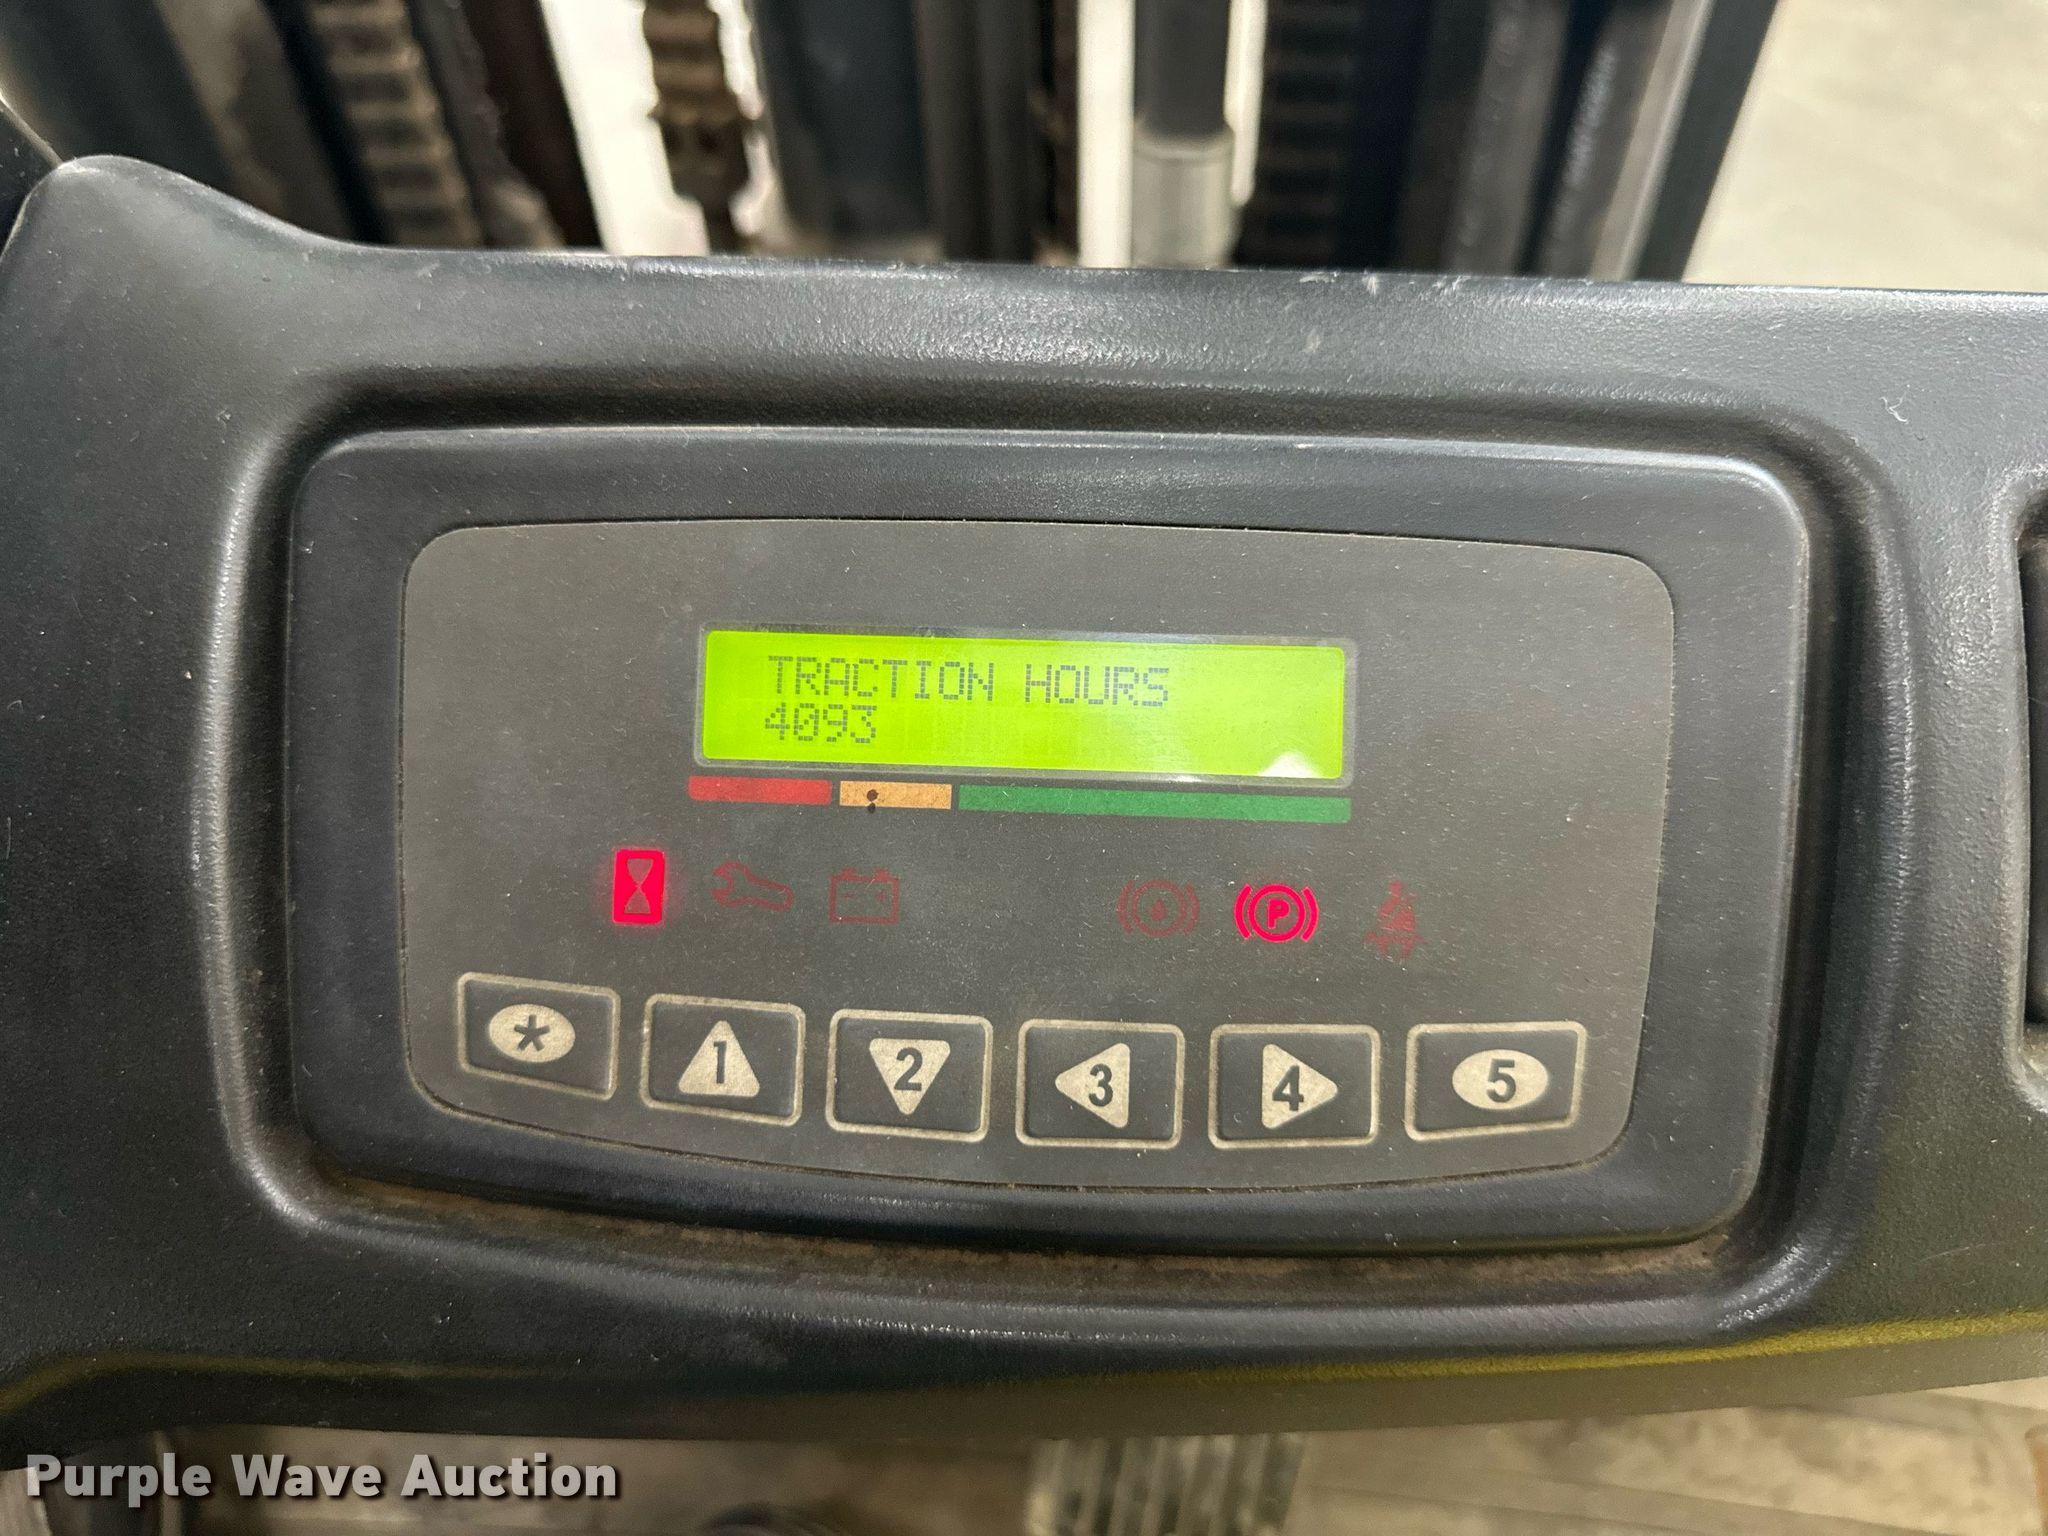 TRACTION HOURS
4093
P
* 1 2 3 4 5
Purple Wave Auction